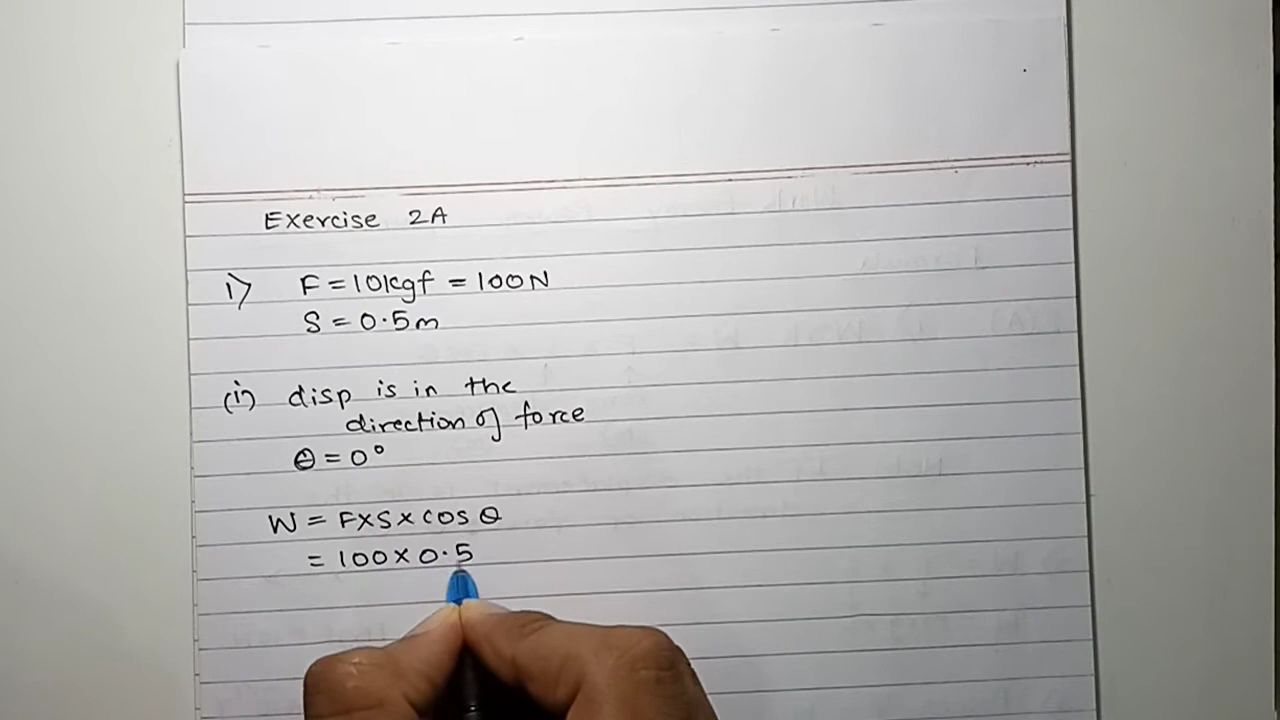 Exercise 2A
1) F = 10kgf = 100N
S = 0.5m
(i) disp is in the
direction of force
θ = 0°
W = F×S×COS θ
= 100 × 0.5